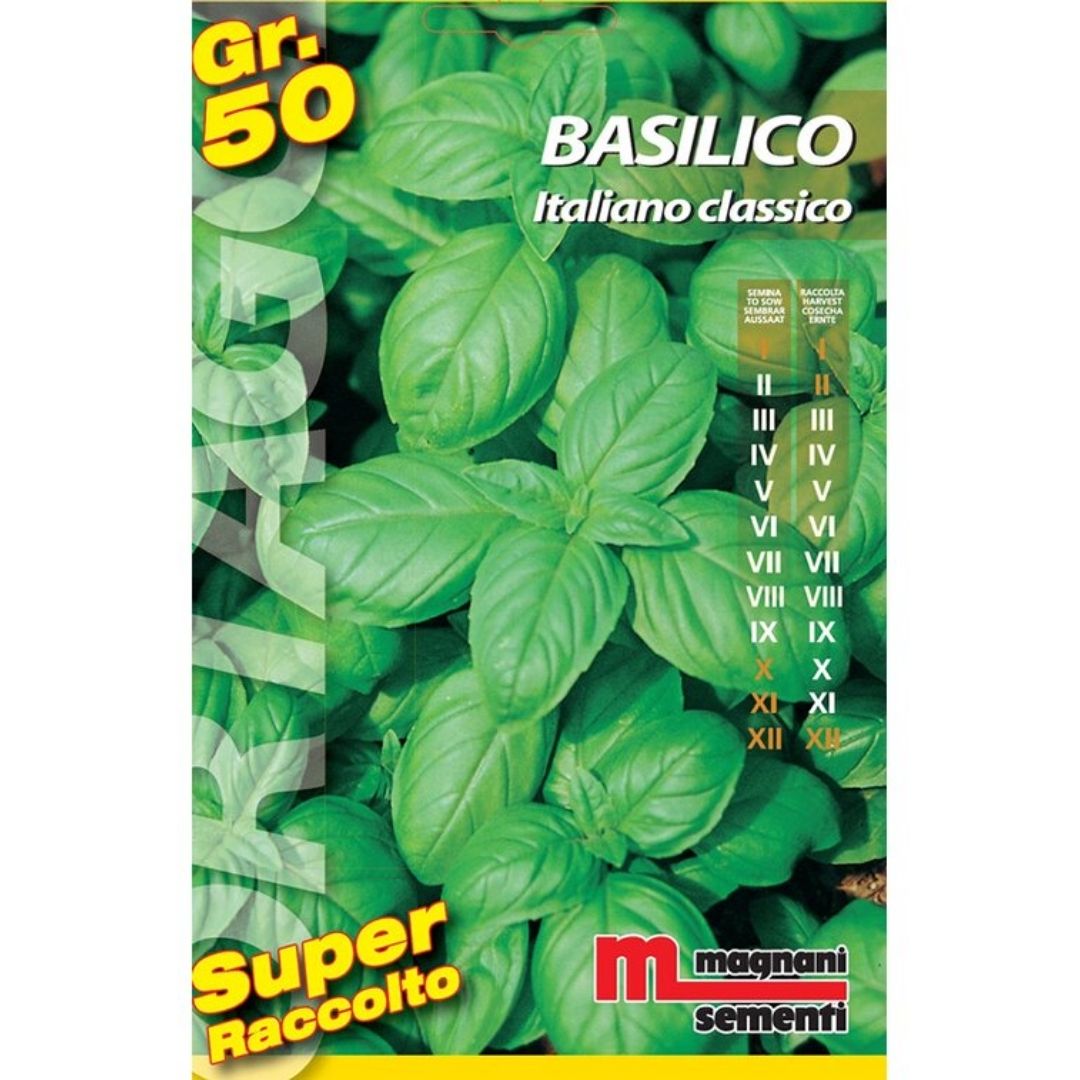 Gr.
50
BASILICO
Italiano classico
SEMINA
TO SOW
SEMBRAR
AUSSAAT
RACCOLTA
HARVEST
COSECHA
ERNTE
I I
II II
III III
IV IV
V V
VI VI
VII VII
VIII VIII
IX IX
X X
XI XI
XII XII
Super
Raccolto
m magnani
sementi